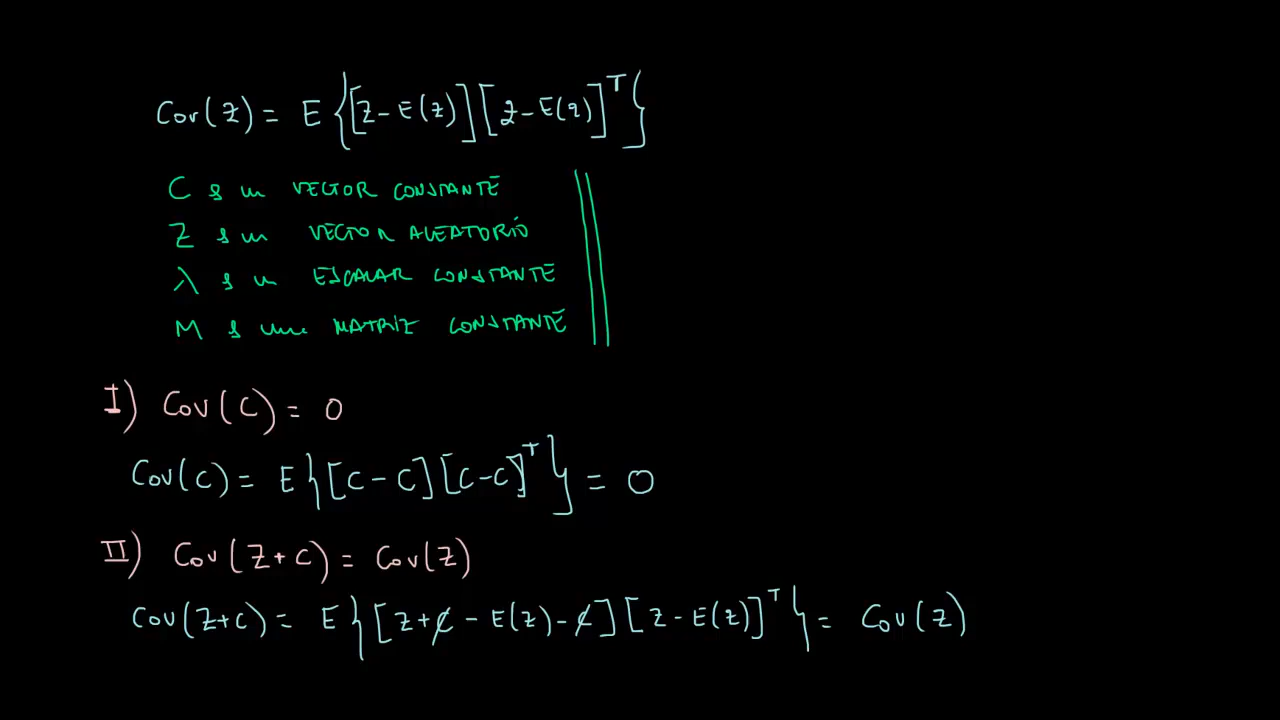 Cov(Z) = E{[Z - E(Z)][Z - E(Z)]^T}
C es un VECTOR CONSTANTE
Z es un VECTOR ALEATORIO
λ es un ESCALAR CONSTANTE
M es una MATRIZ CONSTANTE
I) Cov(C) = 0
Cov(C) = E{[C - C][C - C]^T} = 0
II) Cov(Z + C) = Cov(Z)
Cov(Z+C) = E{[Z + C - E(Z) - C][Z - E(Z)]^T} = Cov(Z)